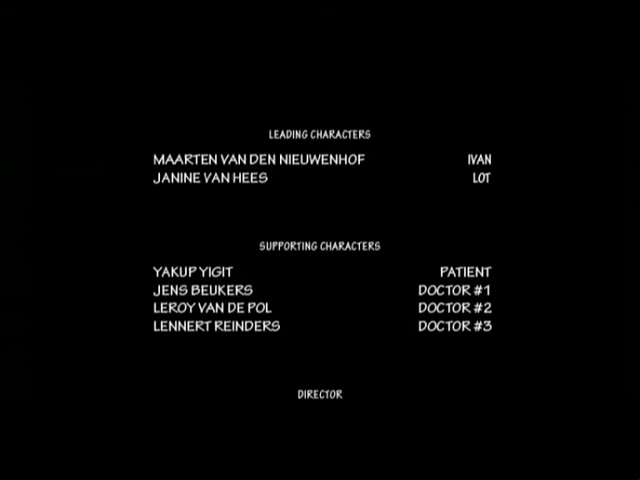 LEADING CHARACTERS
MAARTEN VAN DEN NIEUWENHOF IVAN
JANINE VAN HEES LOT
SUPPORTING CHARACTERS
YAKUP YIGIT PATIENT
JENS BEUKERS DOCTOR #1
LEROY VAN DE POL DOCTOR #2
LENNERT REINDERS DOCTOR #3
DIRECTOR